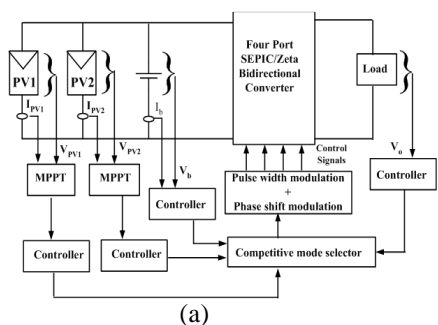 Four Port
SEPIC/Zeta
Bidirectional
Converter
PV1
PV2
Load
I_PV1
I_PV2
I_b
Control
Signals
V_PV1
V_PV2
V_b
V_o
MPPT
MPPT
Controller
Pulse width modulation
+
Phase shift modulation
Controller
Controller
Controller
Competitive mode selector
(a)